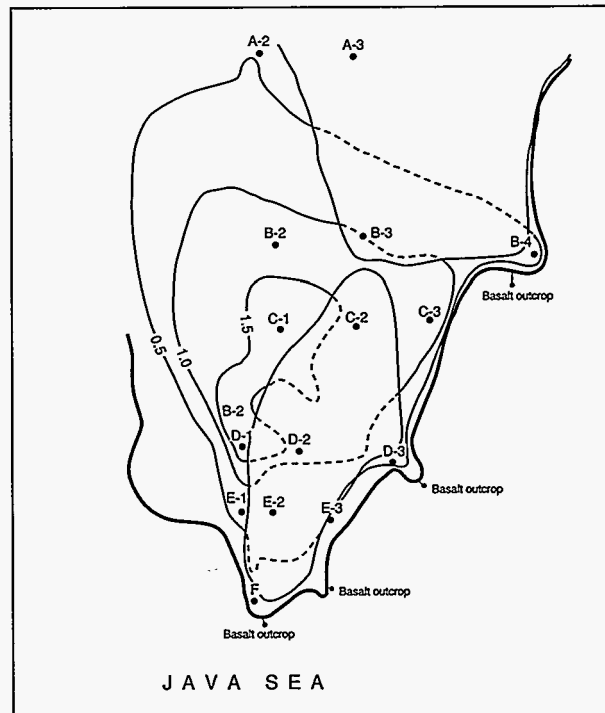 A-2
A-3
B-2
B-3
B-4
Basalt outcrop
C-1
C-2
C-3
1.5
0.5
1.0
B-2
D-1
D-2
D-3
Basalt outcrop
E-1
E-2
E-3
F
Basalt outcrop
Basalt outcrop
JAVA SEA